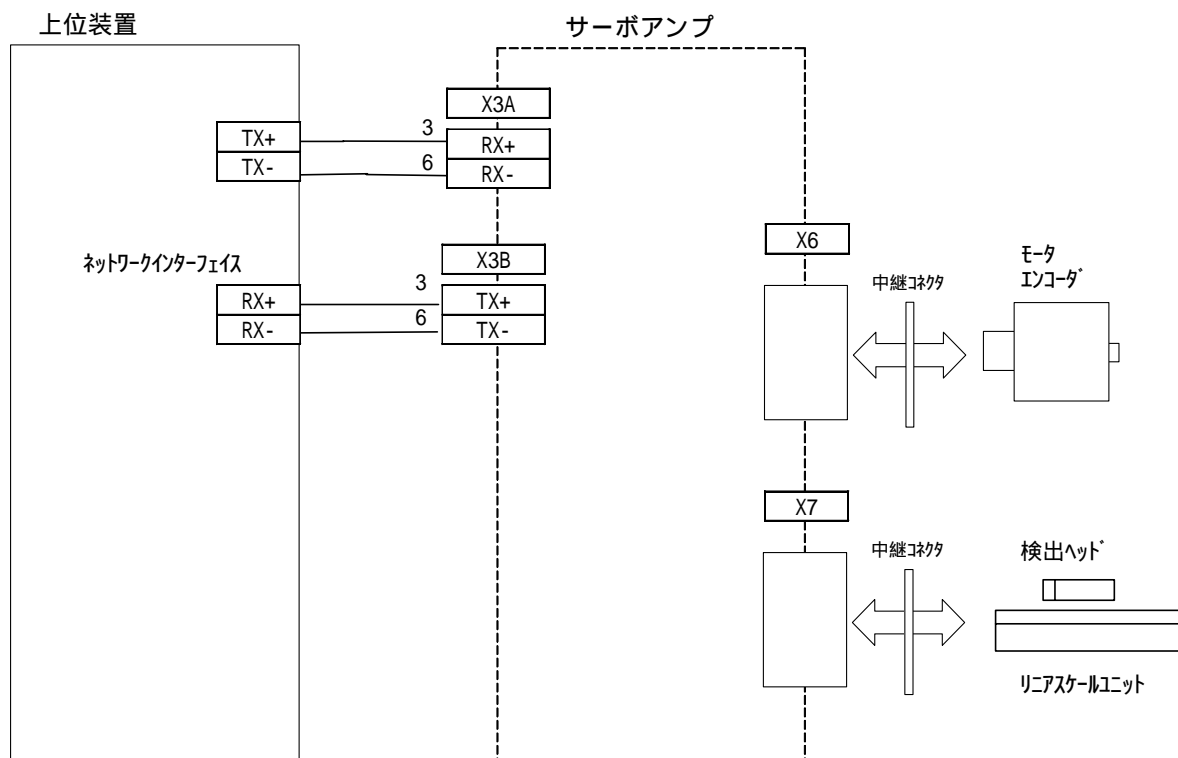 上位装置
サーボアンプ
X3A
TX+
3
RX+
TX-
6
RX-
ネットワークインターフェイス
X3B
RX+
3
TX+
RX-
6
TX-
X6
中継コネクタ
モータ
エンコーダ
X7
中継コネクタ
検出ヘッド
リニアスケールユニット